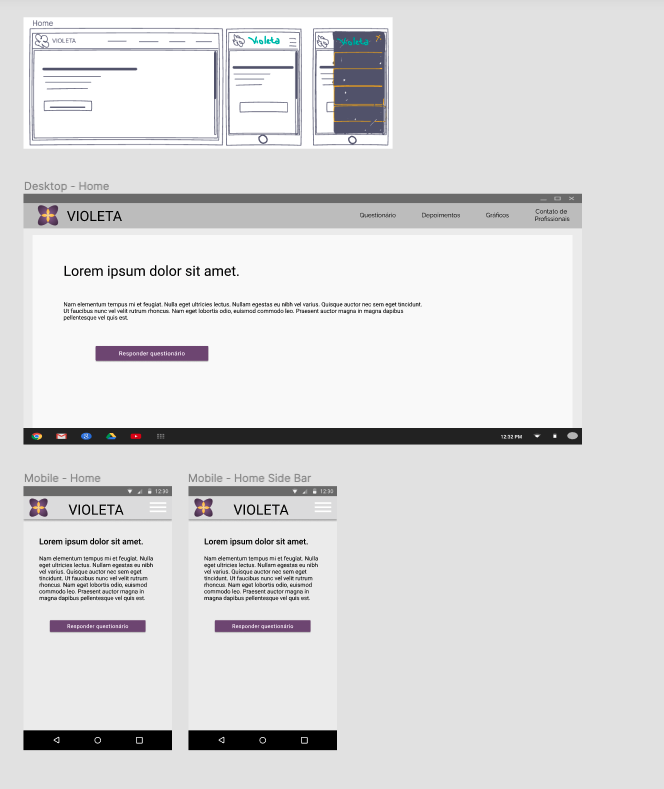 Home
VIOLETA
Violeta
Violeta
Desktop - Home
VIOLETA
Questionário
Depoimentos
Gráficos
Contato de
Profissionais
Lorem ipsum dolor sit amet.
Nam elementum tempus mi et feugiat. Nulla eget ultricies lectus. Nullam egestas eu nibh vel varius. Quisque auctor nec sem eget tincidunt.
Ut faucibus nunc vel velit rutrum rhoncus. Nam eget lobortis odio, euismod commodo leo. Praesent auctor magna in magna dapibus
pellentesque vel quis est.
Responder questionário
12:32 PM
Mobile - Home
12:30
VIOLETA
Lorem ipsum dolor sit amet.
Nam elementum tempus mi et feugiat. Nulla
eget ultricies lectus. Nullam egestas eu nibh
vel varius. Quisque auctor nec sem eget
tincidunt. Ut faucibus nunc vel velit rutrum
rhoncus. Nam eget lobortis odio, euismod
commodo leo. Praesent auctor magna in
magna dapibus pellentesque vel quis est.
Responder questionário
Mobile - Home Side Bar
12:30
VIOLETA
Lorem ipsum dolor sit amet.
Nam elementum tempus mi et feugiat. Nulla
eget ultricies lectus. Nullam egestas eu nibh
vel varius. Quisque auctor nec sem eget
tincidunt. Ut faucibus nunc vel velit rutrum
rhoncus. Nam eget lobortis odio, euismod
commodo leo. Praesent auctor magna in
magna dapibus pellentesque vel quis est.
Responder questionário